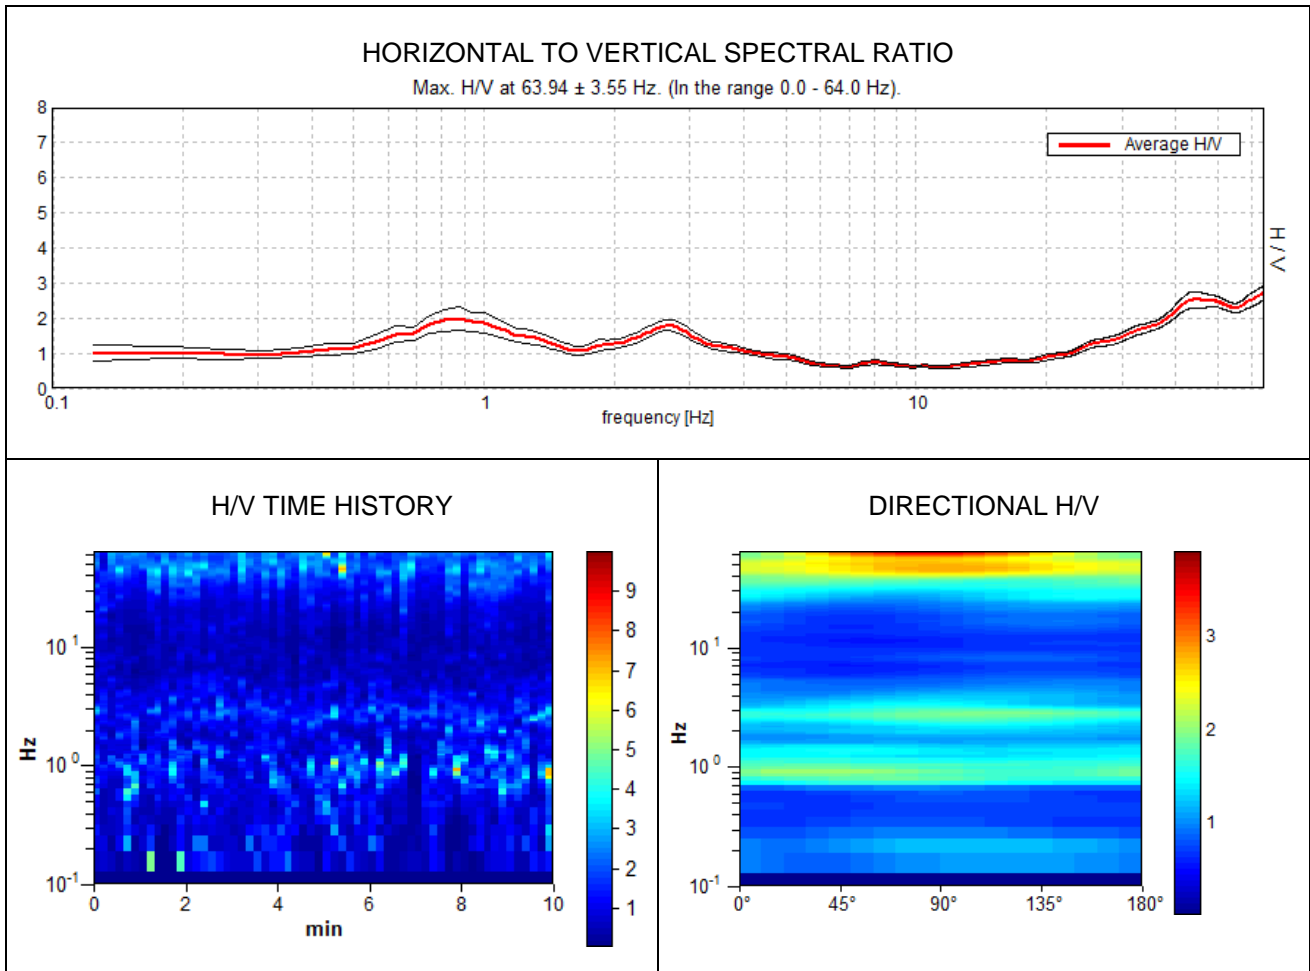 HORIZONTAL TO VERTICAL SPECTRAL RATIO
Max. H/V at 63.94 ± 3.55 Hz. (In the range 0.0 - 64.0 Hz).
8
7
6
5
4
3
2
1
0
Average H/V
H / V
0.1 1 10
frequency [Hz]
H/V TIME HISTORY
Hz
10 1
10 0
10 -1
0 2 4 6 8 10
min
9
8
7
6
5
4
3
2
1
DIRECTIONAL H/V
Hz
10 1
10 0
10 -1
0° 45° 90° 135° 180°
3
2
1